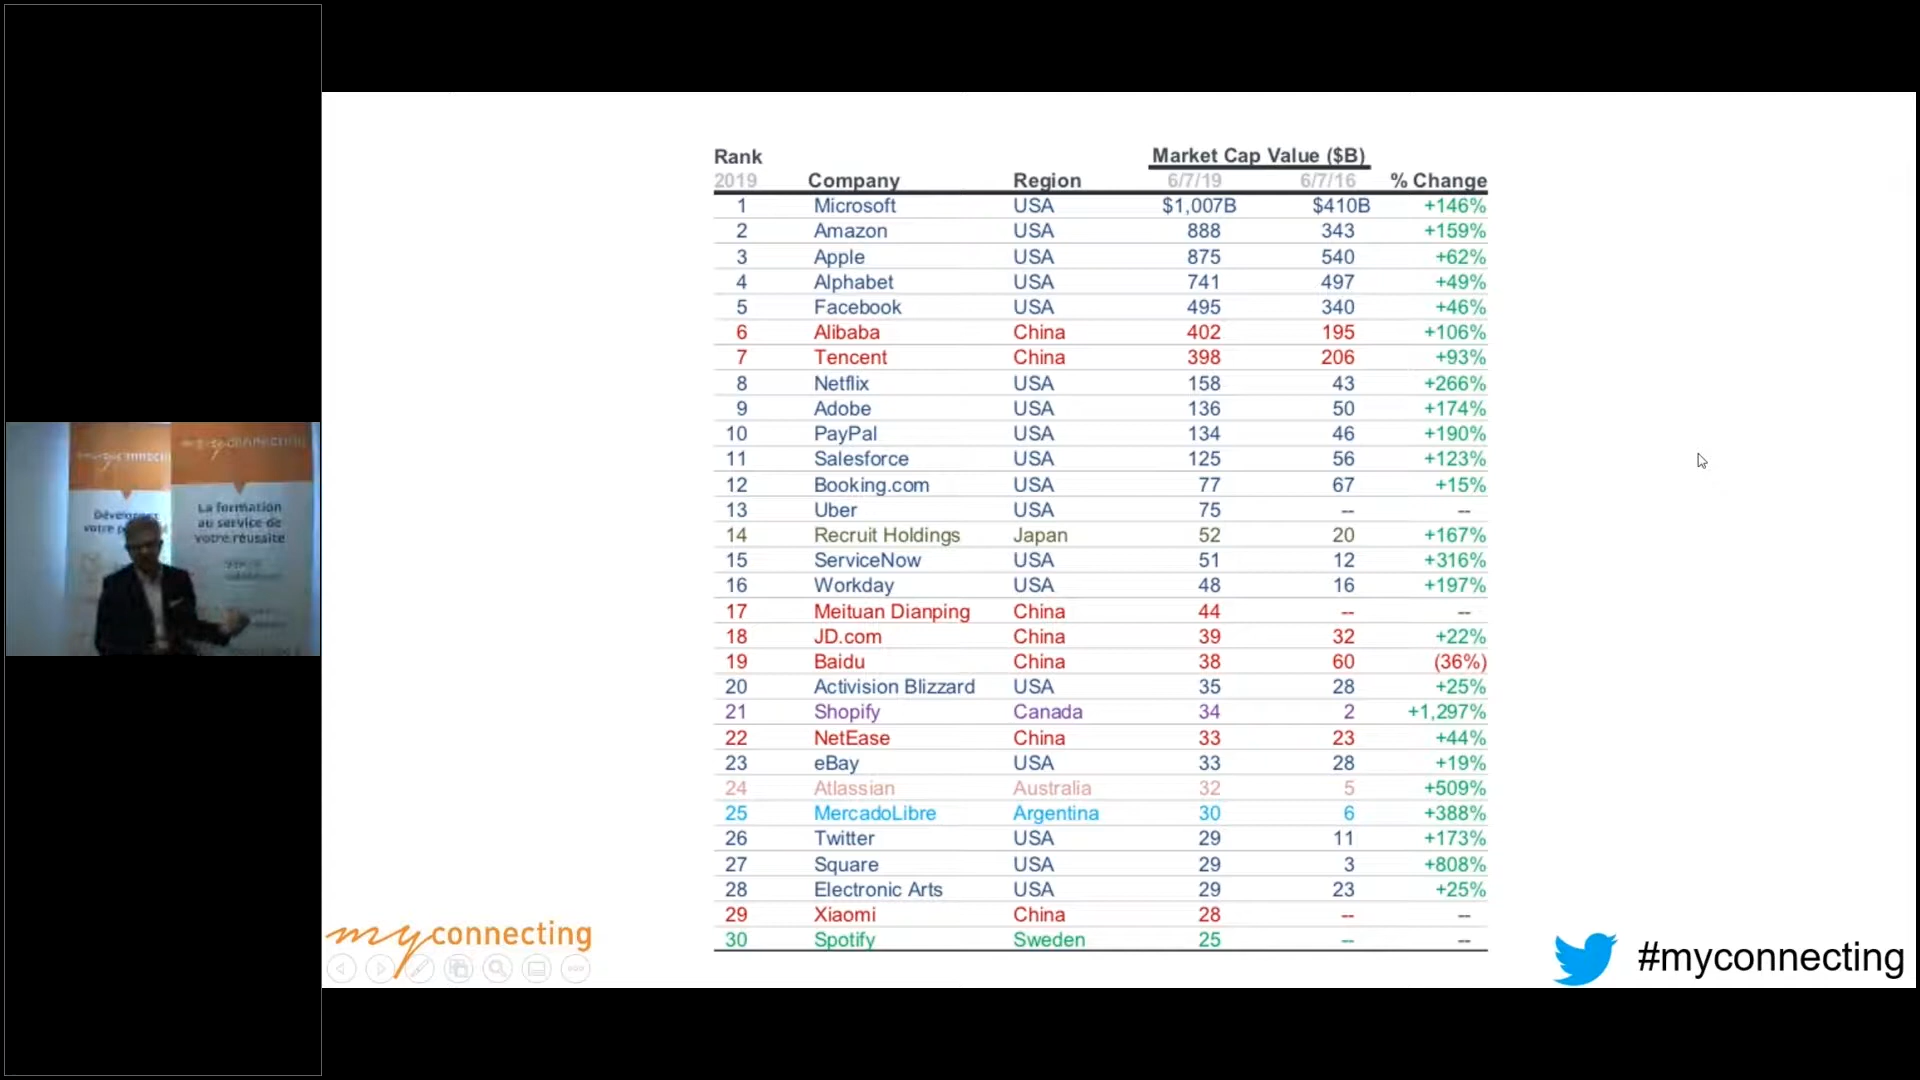 Market Cap Value ($B)
Rank
2019 Company Region 6/7/19 6/7/16 % Change
1 Microsoft USA $1,007B $410B +146%
2 Amazon USA 888 343 +159%
3 Apple USA 875 540 +62%
4 Alphabet USA 741 497 +49%
5 Facebook USA 495 340 +46%
6 Alibaba China 402 195 +106%
7 Tencent China 398 206 +93%
8 Netflix USA 158 43 +266%
9 Adobe USA 136 50 +174%
10 PayPal USA 134 46 +190%
11 Salesforce USA 125 56 +123%
12 Booking.com USA 77 67 +15%
13 Uber USA 75 -- --
14 Recruit Holdings Japan 52 20 +167%
15 ServiceNow USA 51 12 +316%
16 Workday USA 48 16 +197%
17 Meituan Dianping China 44 -- --
18 JD.com China 39 32 +22%
19 Baidu China 38 60 (36%)
20 Activision Blizzard USA 35 28 +25%
21 Shopify Canada 34 2 +1,297%
22 NetEase China 33 23 +44%
23 eBay USA 33 28 +19%
24 Atlassian Australia 32 5 +509%
25 MercadoLibre Argentina 30 6 +388%
26 Twitter USA 29 11 +173%
27 Square USA 29 3 +808%
28 Electronic Arts USA 29 23 +25%
29 Xiaomi China 28 -- --
30 Spotify Sweden 25 -- --
myconnecting
#myconnecting
La formation
au service de
votre réussite
votre